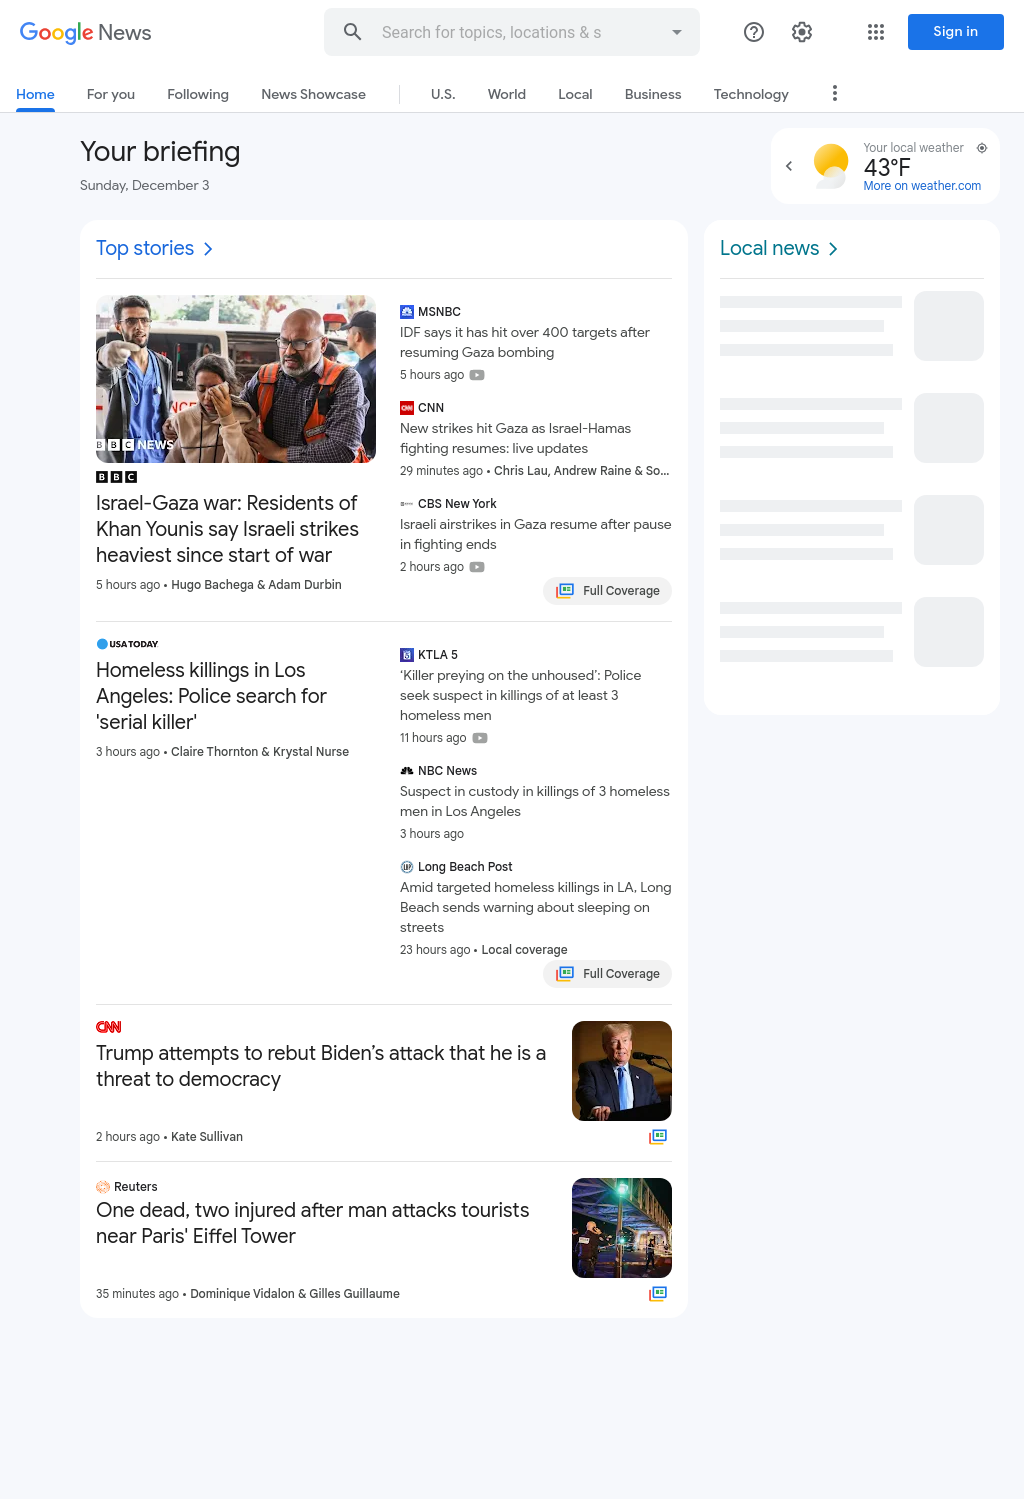 Google News
Search for topics, locations & s
Sign in
Home
For you
Following
News Showcase
U.S.
World
Local
Business
Technology
Your briefing
Sunday, December 3
Your local weather
43°F
More on weather.com
Top stories
BBC NEWS
BBC
Israel-Gaza war: Residents of
Khan Younis say Israeli strikes
heaviest since start of war
5 hours ago • Hugo Bachega & Adam Durbin
MSNBC
IDF says it has hit over 400 targets after
resuming Gaza bombing
5 hours ago
CNN
New strikes hit Gaza as Israel-Hamas
fighting resumes: live updates
29 minutes ago • Chris Lau, Andrew Raine & So...
CBS New York
Israeli airstrikes in Gaza resume after pause
in fighting ends
2 hours ago
Full Coverage
USA TODAY
Homeless killings in Los
Angeles: Police search for
'serial killer'
3 hours ago • Claire Thornton & Krystal Nurse
KTLA 5
‘Killer preying on the unhoused’: Police
seek suspect in killings of at least 3
homeless men
11 hours ago
NBC News
Suspect in custody in killings of 3 homeless
men in Los Angeles
3 hours ago
Long Beach Post
Amid targeted homeless killings in LA, Long
Beach sends warning about sleeping on
streets
23 hours ago • Local coverage
Full Coverage
CNN
Trump attempts to rebut Biden’s attack that he is a
threat to democracy
2 hours ago • Kate Sullivan
Reuters
One dead, two injured after man attacks tourists
near Paris' Eiffel Tower
35 minutes ago • Dominique Vidalon & Gilles Guillaume
Local news